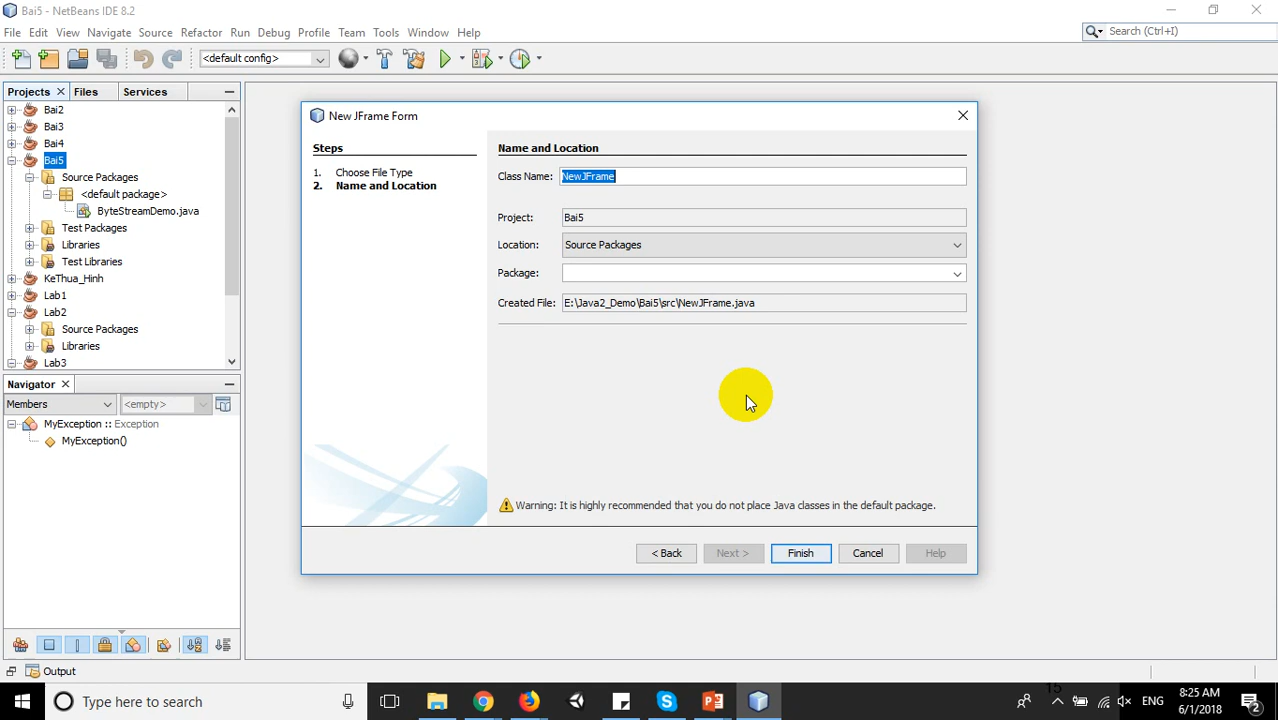 Bai5 - NetBeans IDE 8.2
File Edit View Navigate Source Refactor Run Debug Profile Team Tools Window Help
Search (Ctrl+I)
<default config>
Projects Files Services
Bai2
Bai3
Bai4
Bai5
Source Packages
<default package>
ByteStreamDemo.java
Test Packages
Libraries
Test Libraries
KeThua_Hinh
Lab1
Lab2
Source Packages
Libraries
Lab3
Navigator
Members <empty>
MyException :: Exception
MyException()
Output
New JFrame Form
Steps
1. Choose File Type
2. Name and Location
Name and Location
Class Name: NewJFrame
Project: Bai5
Location: Source Packages
Package:
Created File: E:\Java2_Demo\Bai5\src\NewJFrame.java
Warning: It is highly recommended that you do not place Java classes in the default package.
< Back Next > Finish Cancel Help
Type here to search
15
ENG
8:25 AM
6/1/2018
2